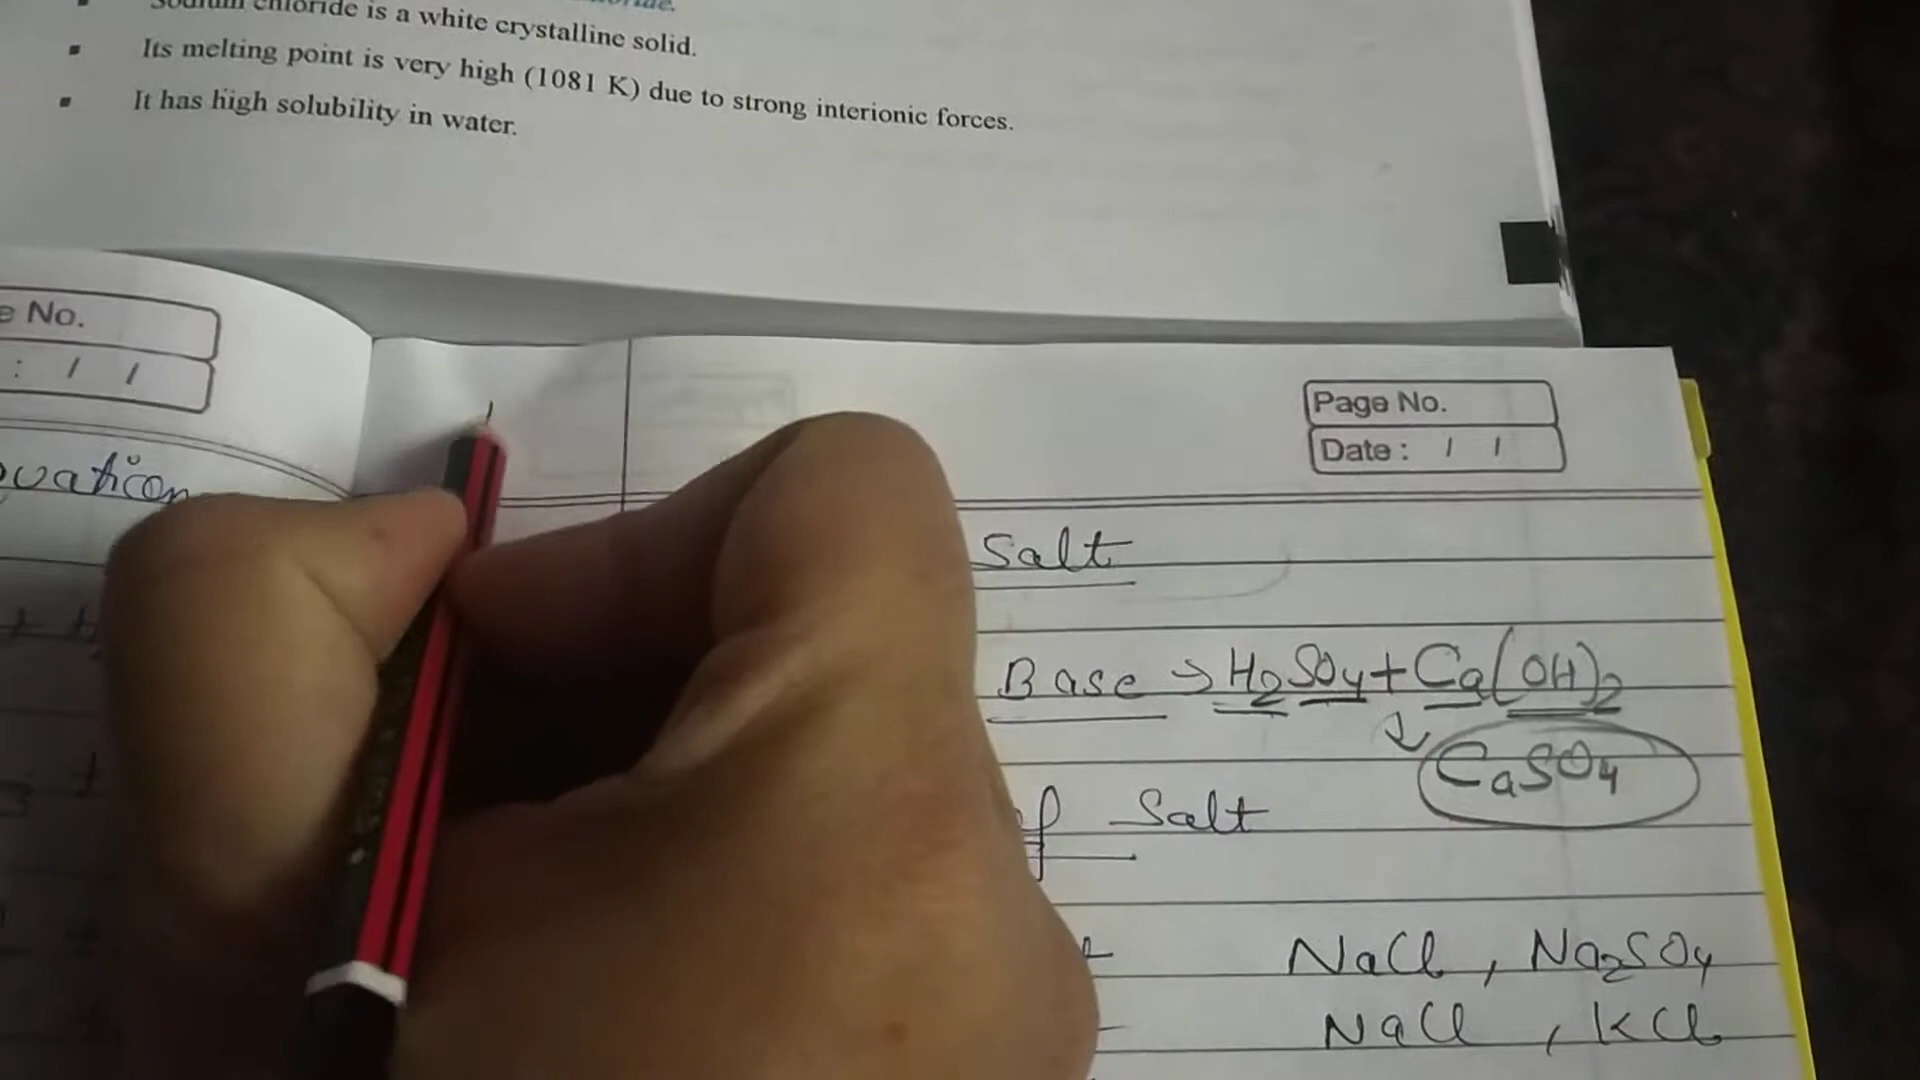 Sodium chloride is a white crystalline solid.
▪ Its melting point is very high (1081 K) due to strong interionic forces.
▪ It has high solubility in water.
e No.
: / /
vation
Page No.
Date : / /
Salt
Base → H2SO4 + Ca(OH)2
↓ CaSO4
of Salt
NaCl , Na2SO4
NaCl , KCl